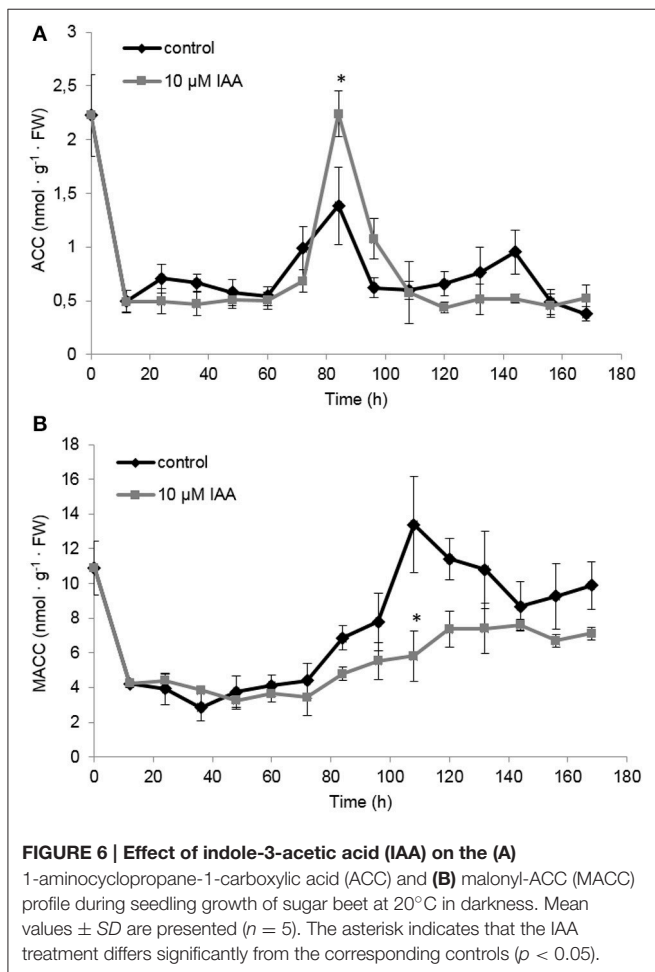 A
control
10 µM IAA
*
3
2,5
2
1,5
1
0,5
0
ACC (nmol · g⁻¹ · FW)
0 20 40 60 80 100 120 140 160 180
Time (h)
B
control
10 µM IAA
*
18
16
14
12
10
8
6
4
2
0
MACC (nmol · g⁻¹ · FW)
0 20 40 60 80 100 120 140 160 180
Time (h)
FIGURE 6 | Effect of indole-3-acetic acid (IAA) on the (A)
1-aminocyclopropane-1-carboxylic acid (ACC) and (B) malonyl-ACC (MACC)
profile during seedling growth of sugar beet at 20°C in darkness. Mean
values ± SD are presented (n = 5). The asterisk indicates that the IAA
treatment differs significantly from the corresponding controls (p < 0.05).